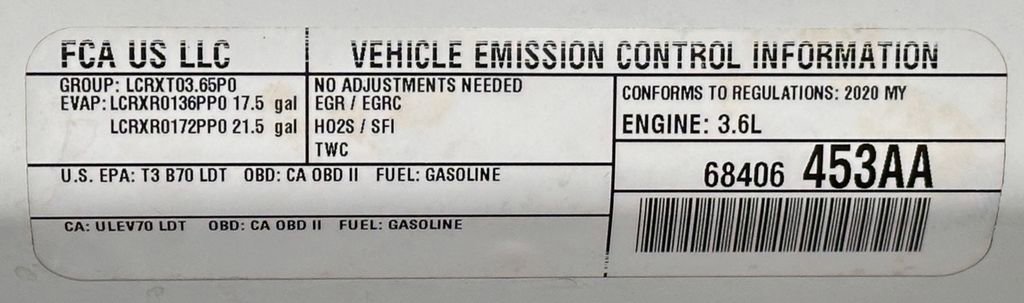 FCA US LLC
VEHICLE EMISSION CONTROL INFORMATION
GROUP: LCRXT03.65P0
EVAP: LCRXR0136PP0 17.5 gal
LCRXR0172PP0 21.5 gal
NO ADJUSTMENTS NEEDED
EGR / EGRC
HO2S / SFI
TWC
CONFORMS TO REGULATIONS: 2020 MY
ENGINE: 3.6L
U.S. EPA: T3 B70 LDT OBD: CA OBD II FUEL: GASOLINE
68406 453AA
CA: ULEV70 LDT OBD: CA OBD II FUEL: GASOLINE